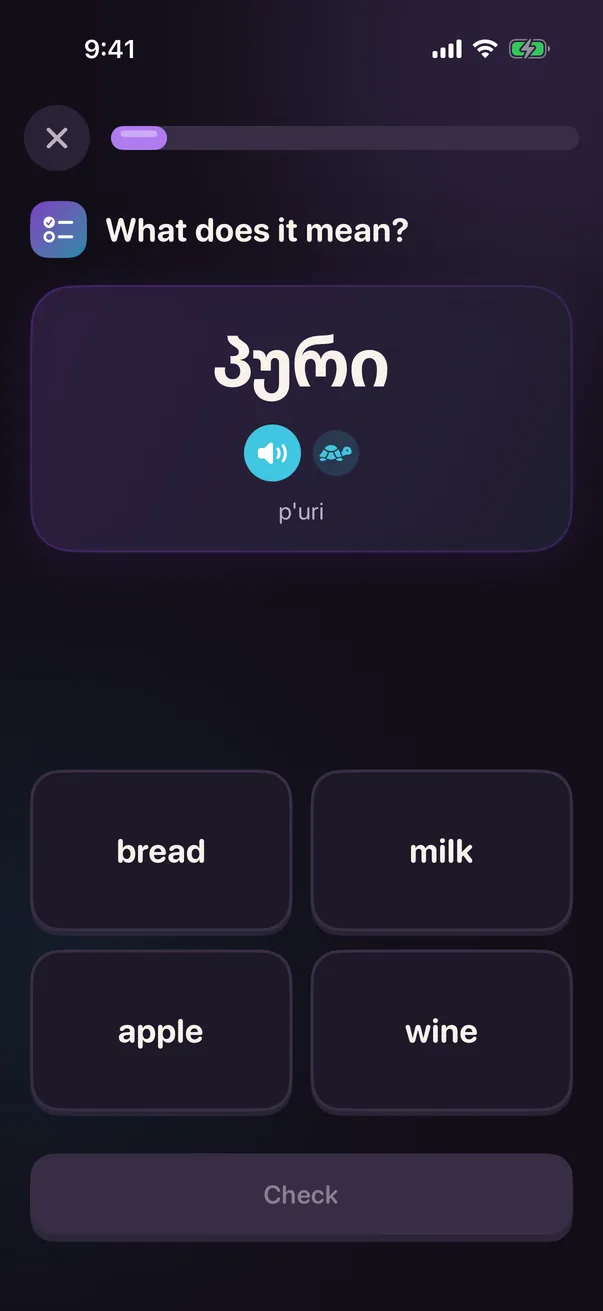 9:41
What does it mean?
პური
p'uri
bread
milk
apple
wine
Check